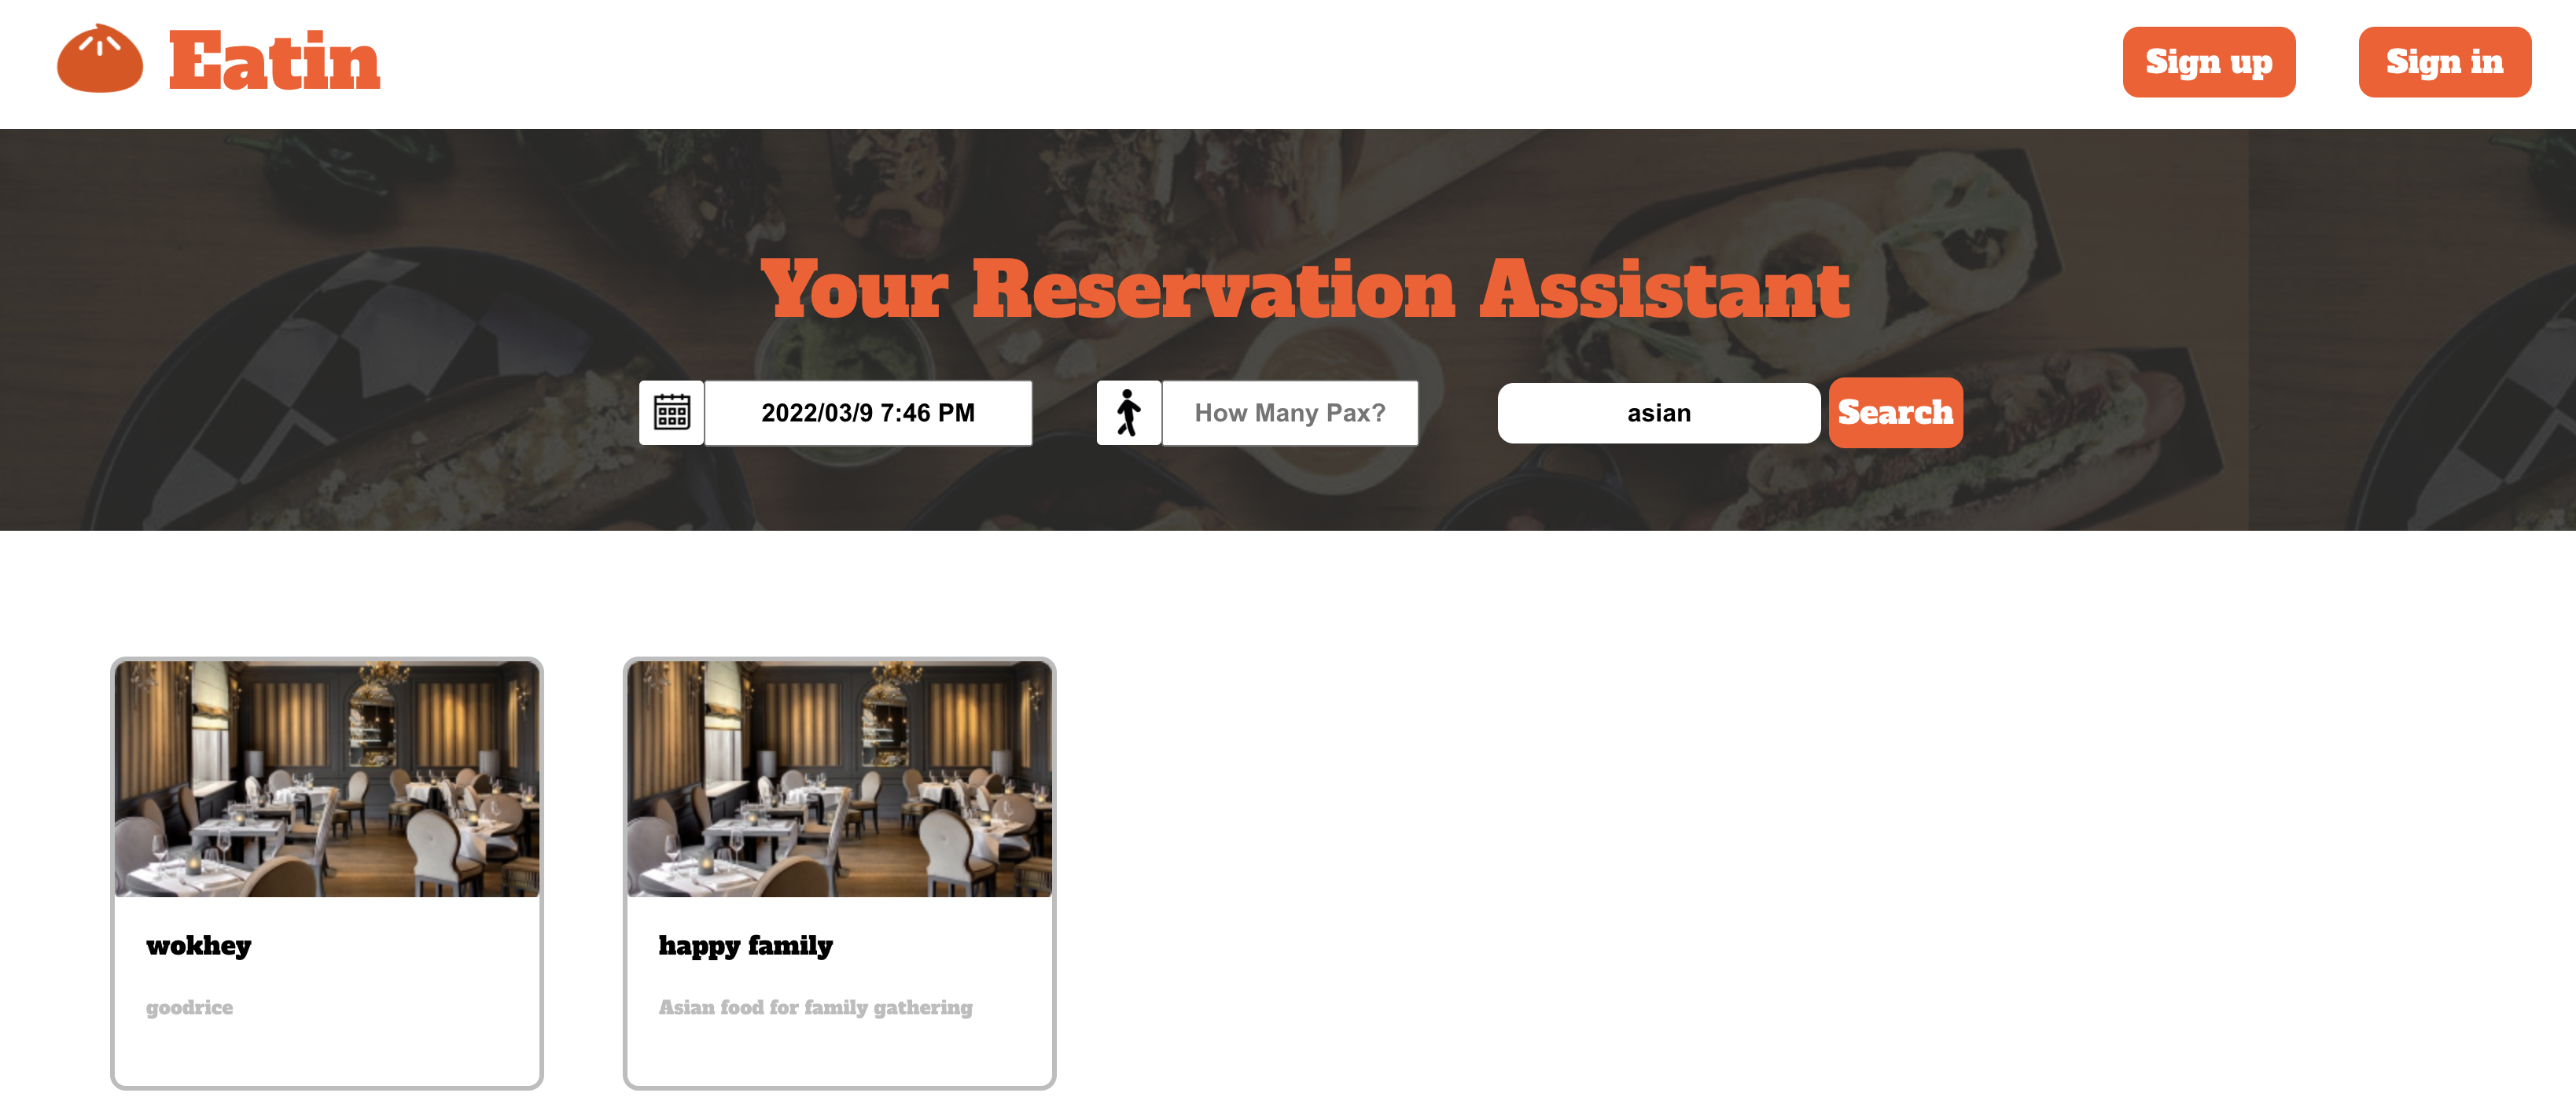 Eatin
Sign up
Sign in
Your Reservation Assistant
2022/03/9 7:46 PM
How Many Pax?
asian
Search
wokhey
goodrice
happy family
Asian food for family gathering